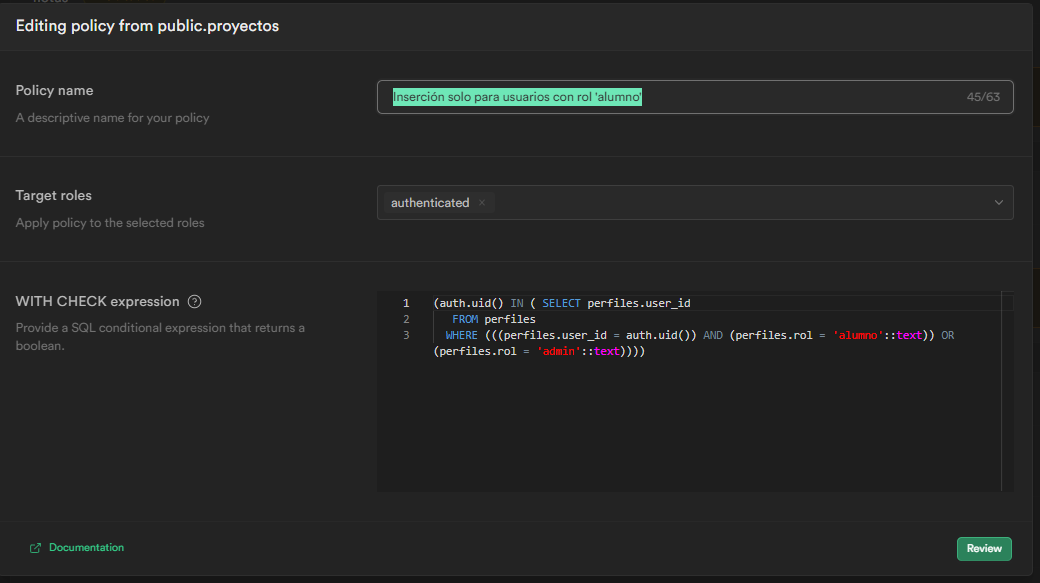 Editing policy from public.proyectos
Policy name
A descriptive name for your policy
Inserción solo para usuarios con rol 'alumno'
45/63
Target roles
Apply policy to the selected roles
authenticated ×
WITH CHECK expression ?
Provide a SQL conditional expression that returns a
boolean.
1 (auth.uid() IN ( SELECT perfiles.user_id
2 FROM perfiles
3 WHERE (((perfiles.user_id = auth.uid()) AND (perfiles.rol = 'alumno'::text)) OR
(perfiles.rol = 'admin'::text))))
Documentation
Review